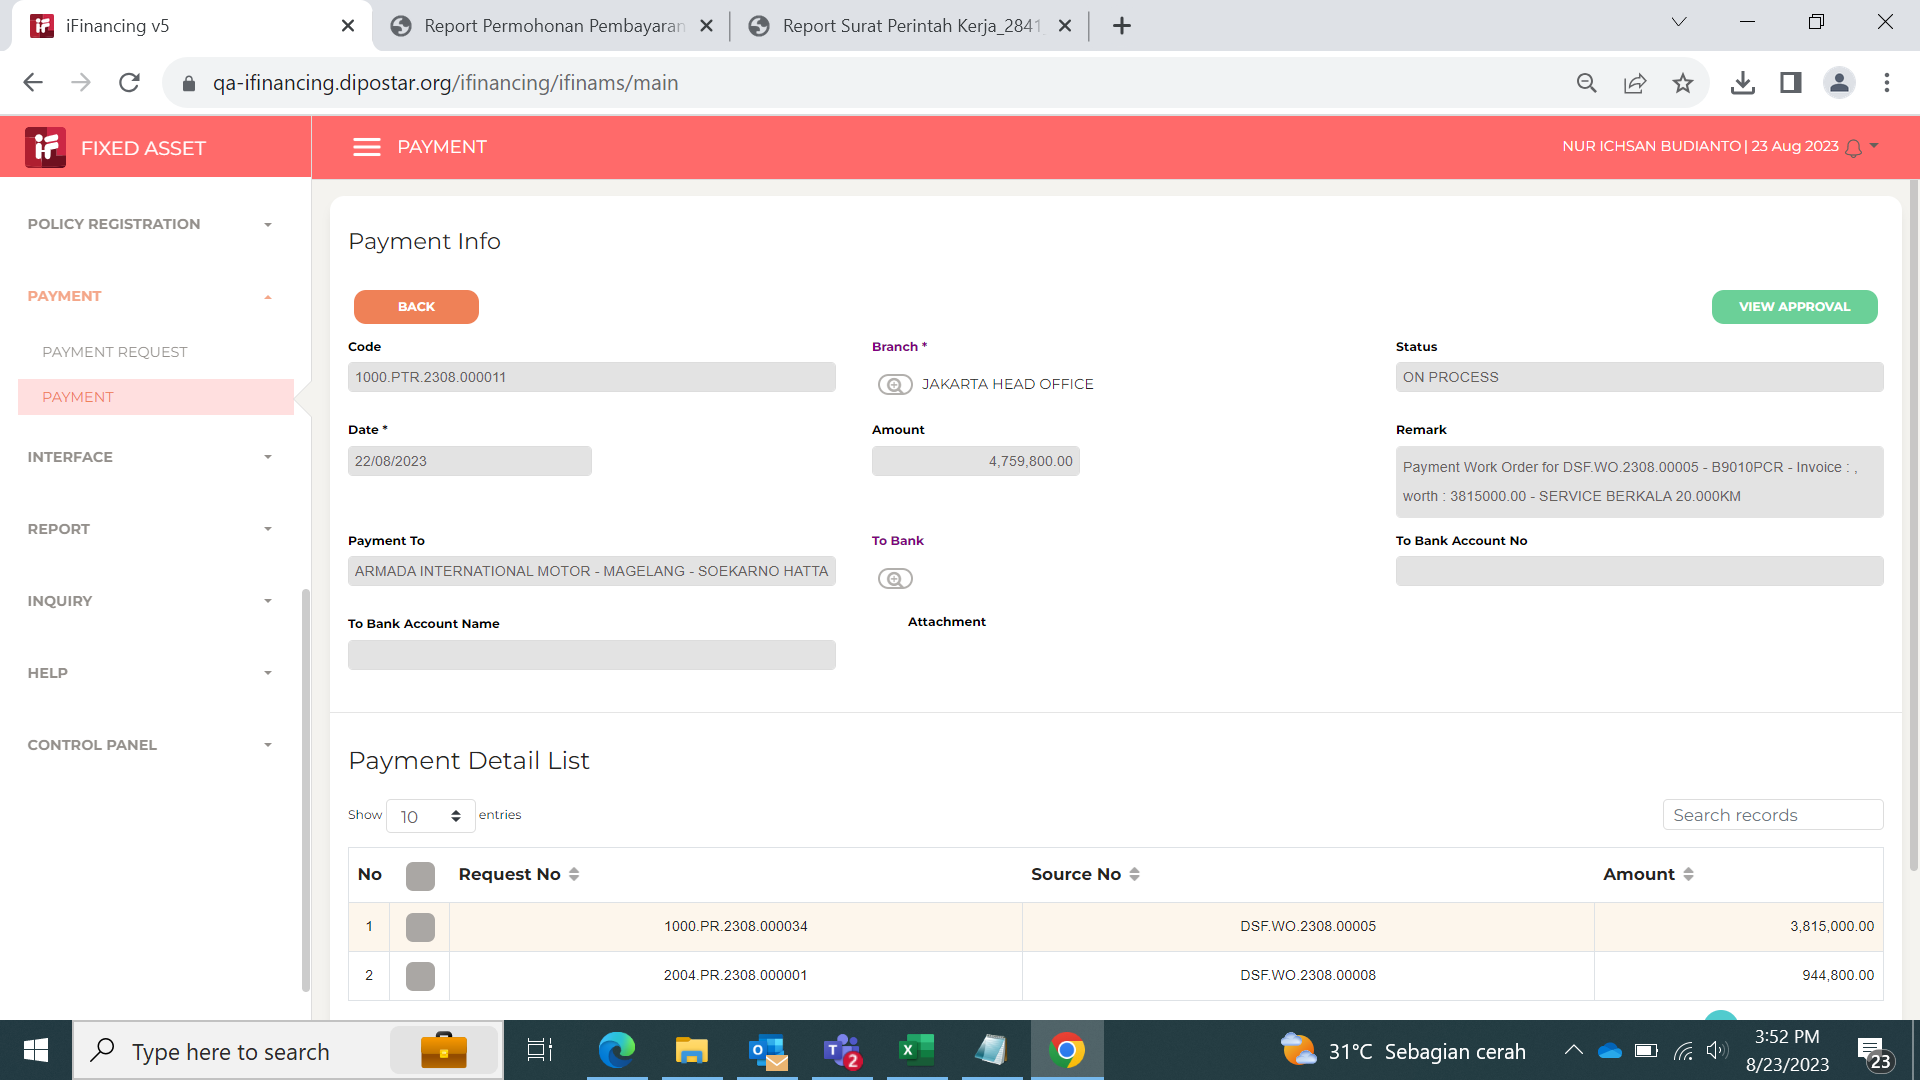 iFinancing v5
Report Permohonan Pembayaran
Report Surat Perintah Kerja_2841
qa-ifinancing.dipostar.org/ifinancing/ifinams/main
iF FIXED ASSET
PAYMENT
NUR ICHSAN BUDIANTO | 23 Aug 2023
POLICY REGISTRATION
PAYMENT
PAYMENT REQUEST
PAYMENT
INTERFACE
REPORT
INQUIRY
HELP
CONTROL PANEL
Payment Info
BACK
VIEW APPROVAL
Code
1000.PTR.2308.000011
Branch *
JAKARTA HEAD OFFICE
Status
ON PROCESS
Date *
22/08/2023
Amount
4,759,800.00
Remark
Payment Work Order for DSF.WO.2308.00005 - B9010PCR - Invoice : ,
worth : 3815000.00 - SERVICE BERKALA 20.000KM
Payment To
ARMADA INTERNATIONAL MOTOR - MAGELANG - SOEKARNO HATTA
To Bank
To Bank Account No
To Bank Account Name
Attachment
Payment Detail List
Show 10 entries
Search records
No Request No Source No Amount
1 1000.PR.2308.000034 DSF.WO.2308.00005 3,815,000.00
2 2004.PR.2308.000001 DSF.WO.2308.00008 944,800.00
Type here to search
2
31°C Sebagian cerah
3:52 PM
8/23/2023
23